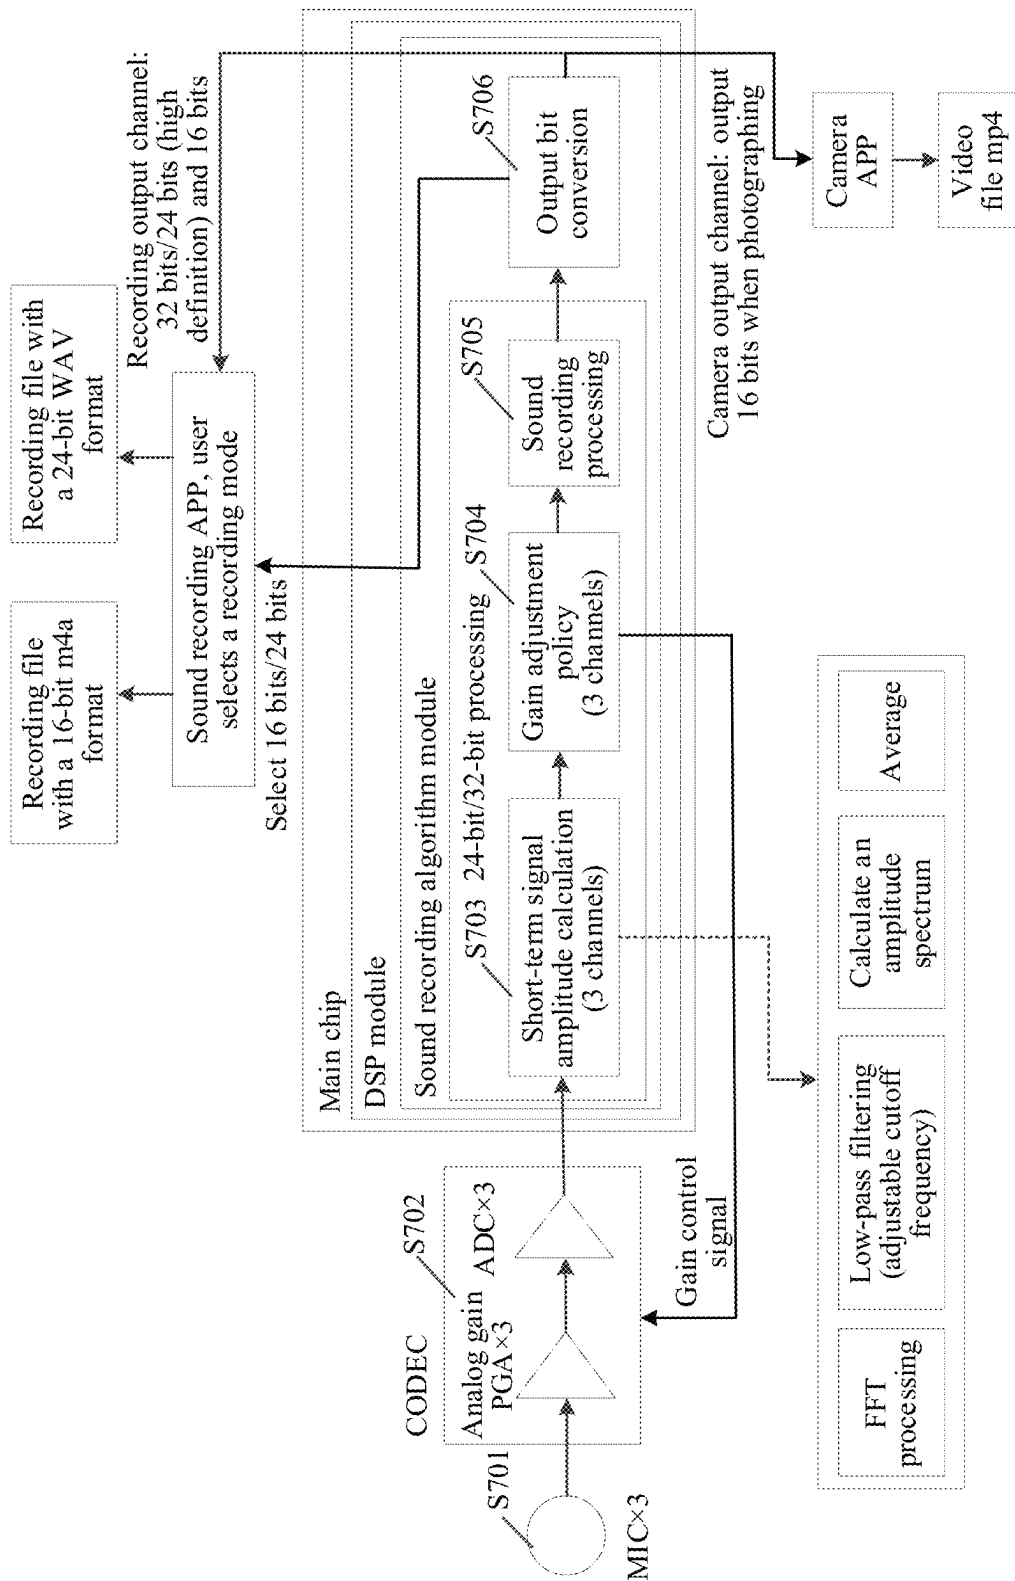 Recording file
with a 16-bit m4a
format
Recording file with
a 24-bit WAV
format
Sound recording APP, user
selects a recording mode
Recording output channel:
32 bits/24 bits (high
definition) and 16 bits
Select 16 bits/24 bits
Main chip
DSP module
Sound recording algorithm module
CODEC
S702
Analog gain
PGA×3
ADC×3
S701
MIC×3
S703
24-bit/32-bit processing
S704
S705
S706
Short-term signal
amplitude calculation
(3 channels)
Gain adjustment
policy
(3 channels)
Sound
recording
processing
Output bit
conversion
Gain control
signal
Camera output channel: output
16 bits when photographing
Camera
APP
Video
file mp4
FFT
processing
Low-pass filtering
(adjustable cutoff
frequency)
Calculate an
amplitude
spectrum
Average